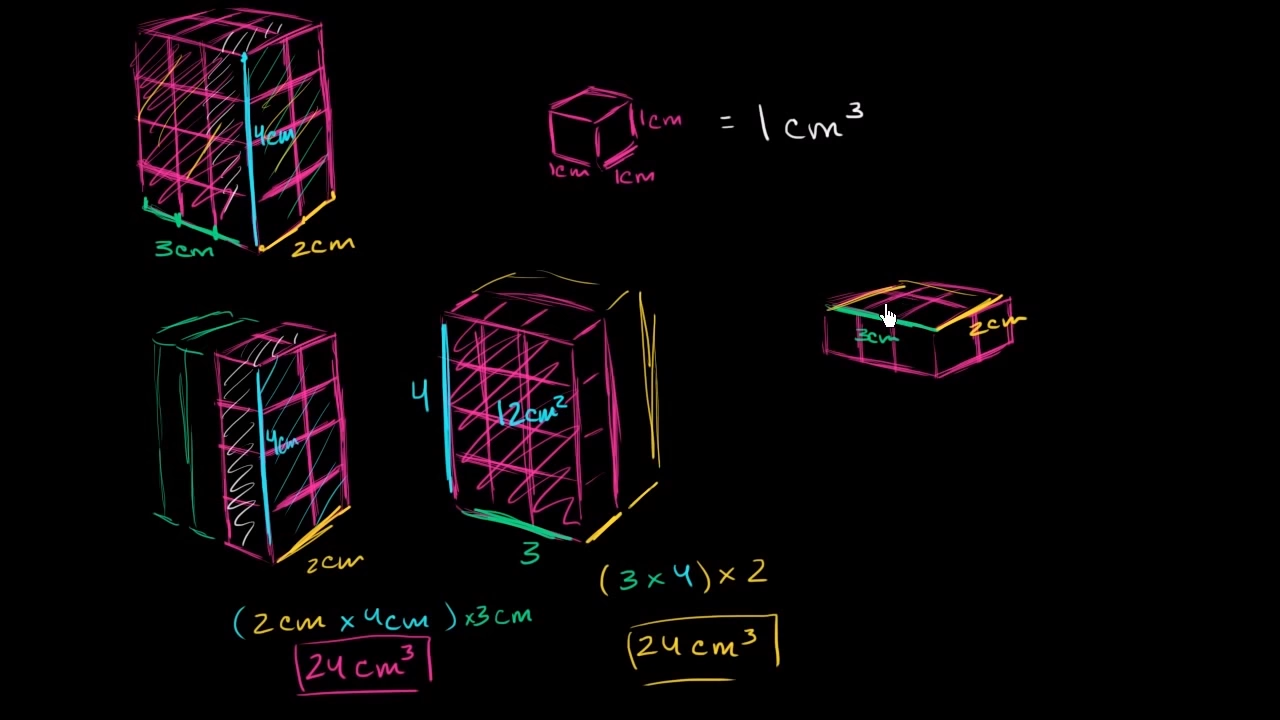 4cm
3cm
2cm
1cm
1cm
1cm
= 1 cm³
4cm
2cm
(2cm x 4cm) x3cm
24 cm³
4
12cm²
3
(3 x 4) x 2
24 cm³
3cm
2cm